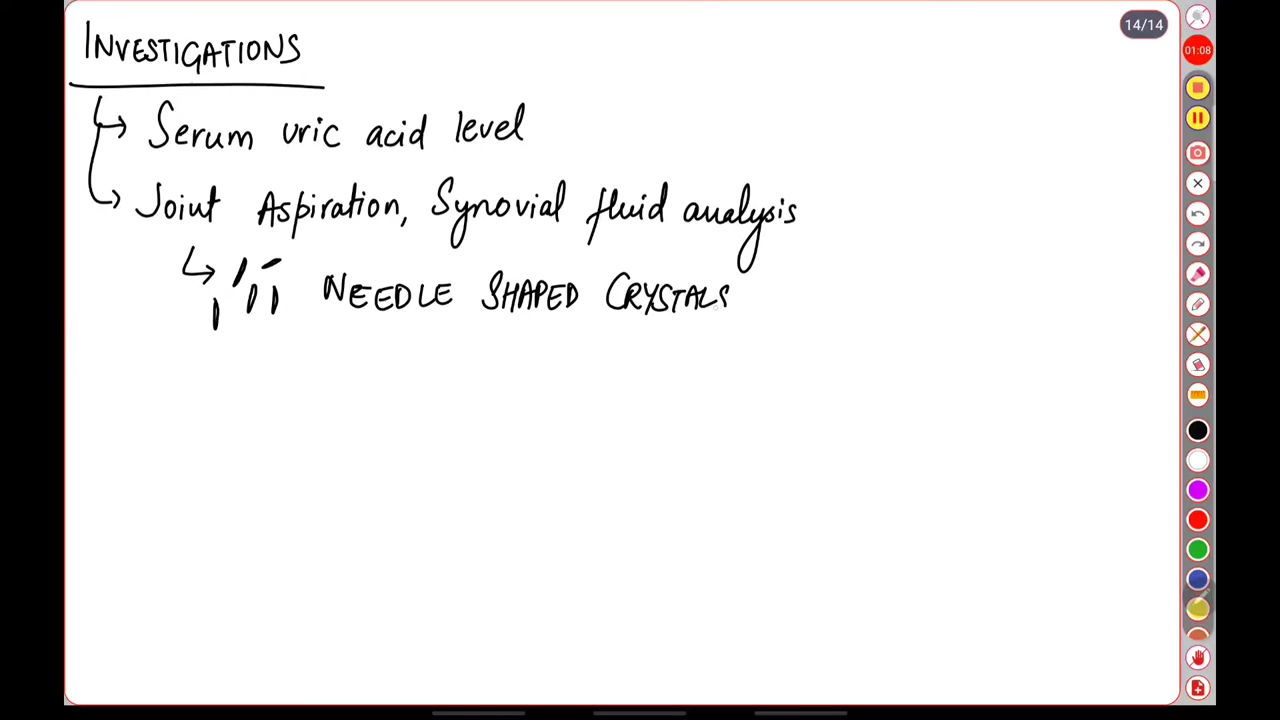 14/14
INVESTIGATIONS
01:08
Serum uric acid level
Joint Aspiration, Synovial fluid analysis
NEEDLE SHAPED CRYSTALS